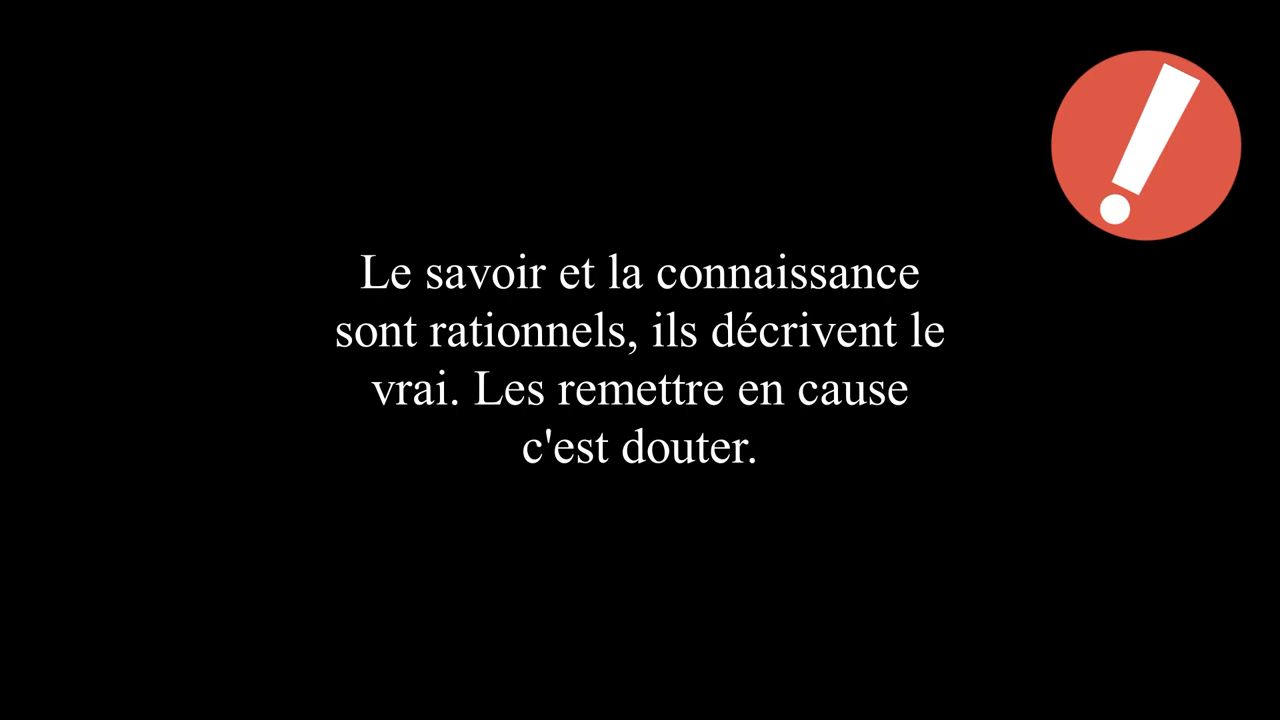 Le savoir et la connaissance
sont rationnels, ils décrivent le
vrai. Les remettre en cause
c'est douter.